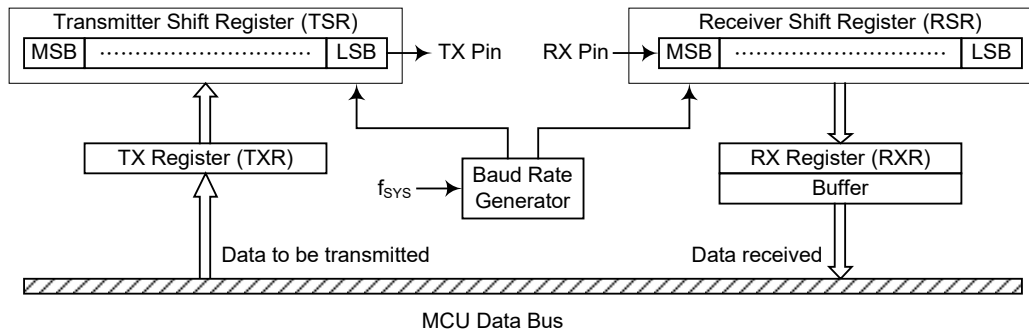 Transmitter Shift Register (TSR)
MSB ........................ LSB
TX Pin
RX Pin
Receiver Shift Register (RSR)
MSB ........................ LSB
TX Register (TXR)
f_SYS
Baud Rate
Generator
RX Register (RXR)
Buffer
Data to be transmitted
Data received
MCU Data Bus